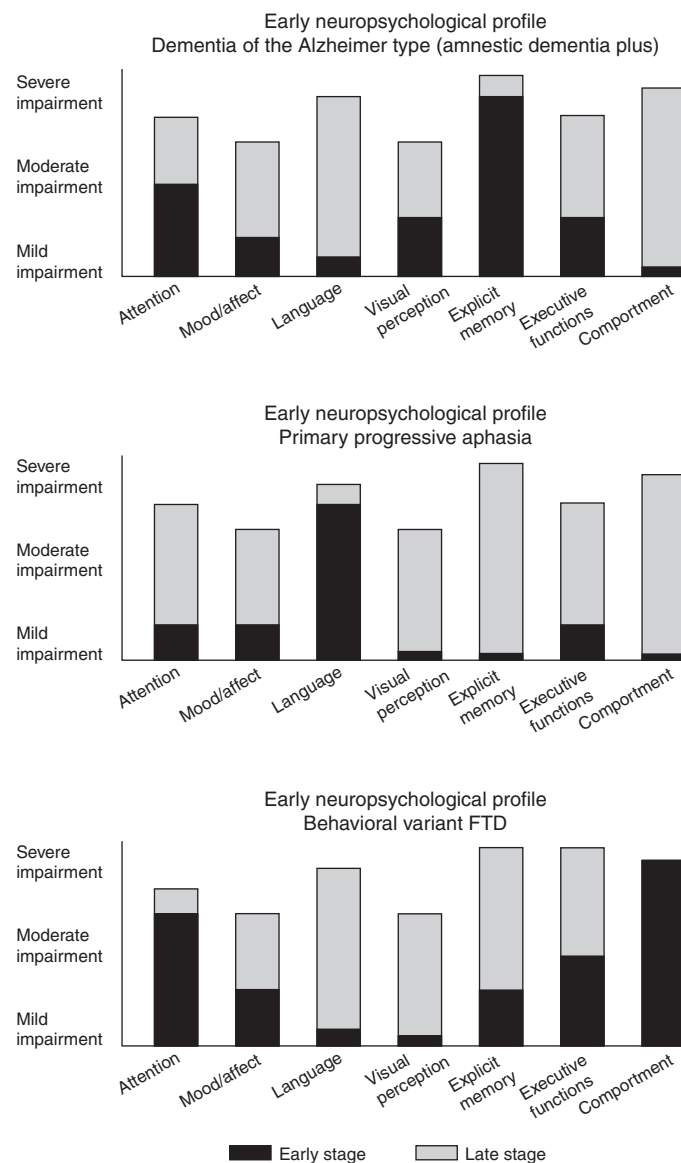 Early neuropsychological profile
Dementia of the Alzheimer type (amnestic dementia plus)
Severe
impairment
Moderate
impairment
Mild
impairment
Attention
Mood/affect
Language
Visual
perception
Explicit
memory
Executive
functions
Comportment
Early neuropsychological profile
Primary progressive aphasia
Severe
impairment
Moderate
impairment
Mild
impairment
Attention
Mood/affect
Language
Visual
perception
Explicit
memory
Executive
functions
Comportment
Early neuropsychological profile
Behavioral variant FTD
Severe
impairment
Moderate
impairment
Mild
impairment
Attention
Mood/affect
Language
Visual
perception
Explicit
memory
Executive
functions
Comportment
Early stage
Late stage